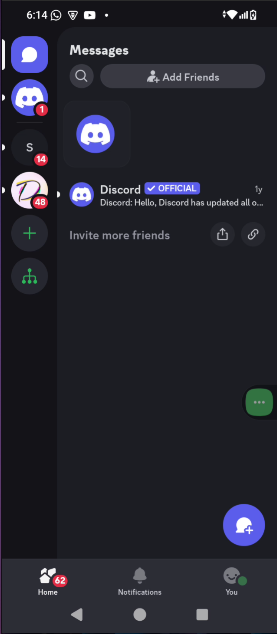 6:14
Messages
Add Friends
1
S
14
Discord ✓ OFFICIAL 1y
Discord: Hello, Discord has updated all o...
48
Invite more friends
62
Home
Notifications
You